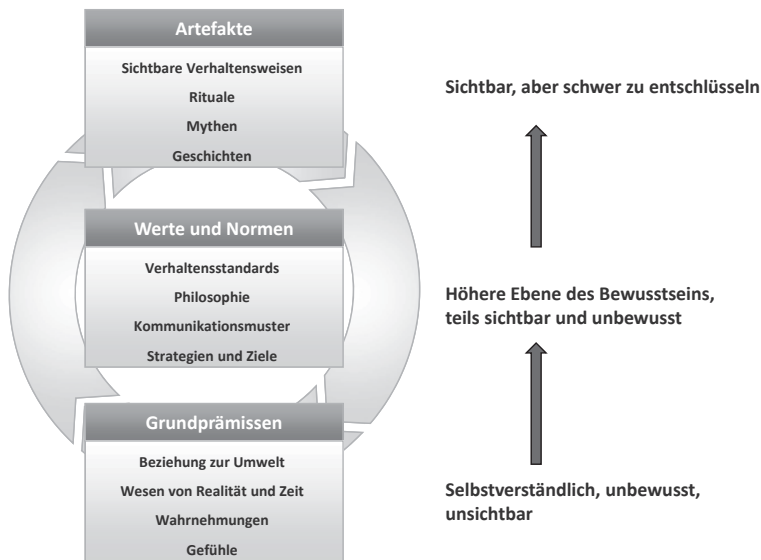 Artefakte
Sichtbare Verhaltensweisen
Rituale
Mythen
Geschichten
Sichtbar, aber schwer zu entschlüsseln
Werte und Normen
Verhaltensstandards
Philosophie
Kommunikationsmuster
Strategien und Ziele
Höhere Ebene des Bewusstseins,
teils sichtbar und unbewusst
Grundprämissen
Beziehung zur Umwelt
Wesen von Realität und Zeit
Wahrnehmungen
Gefühle
Selbstverständlich, unbewusst,
unsichtbar